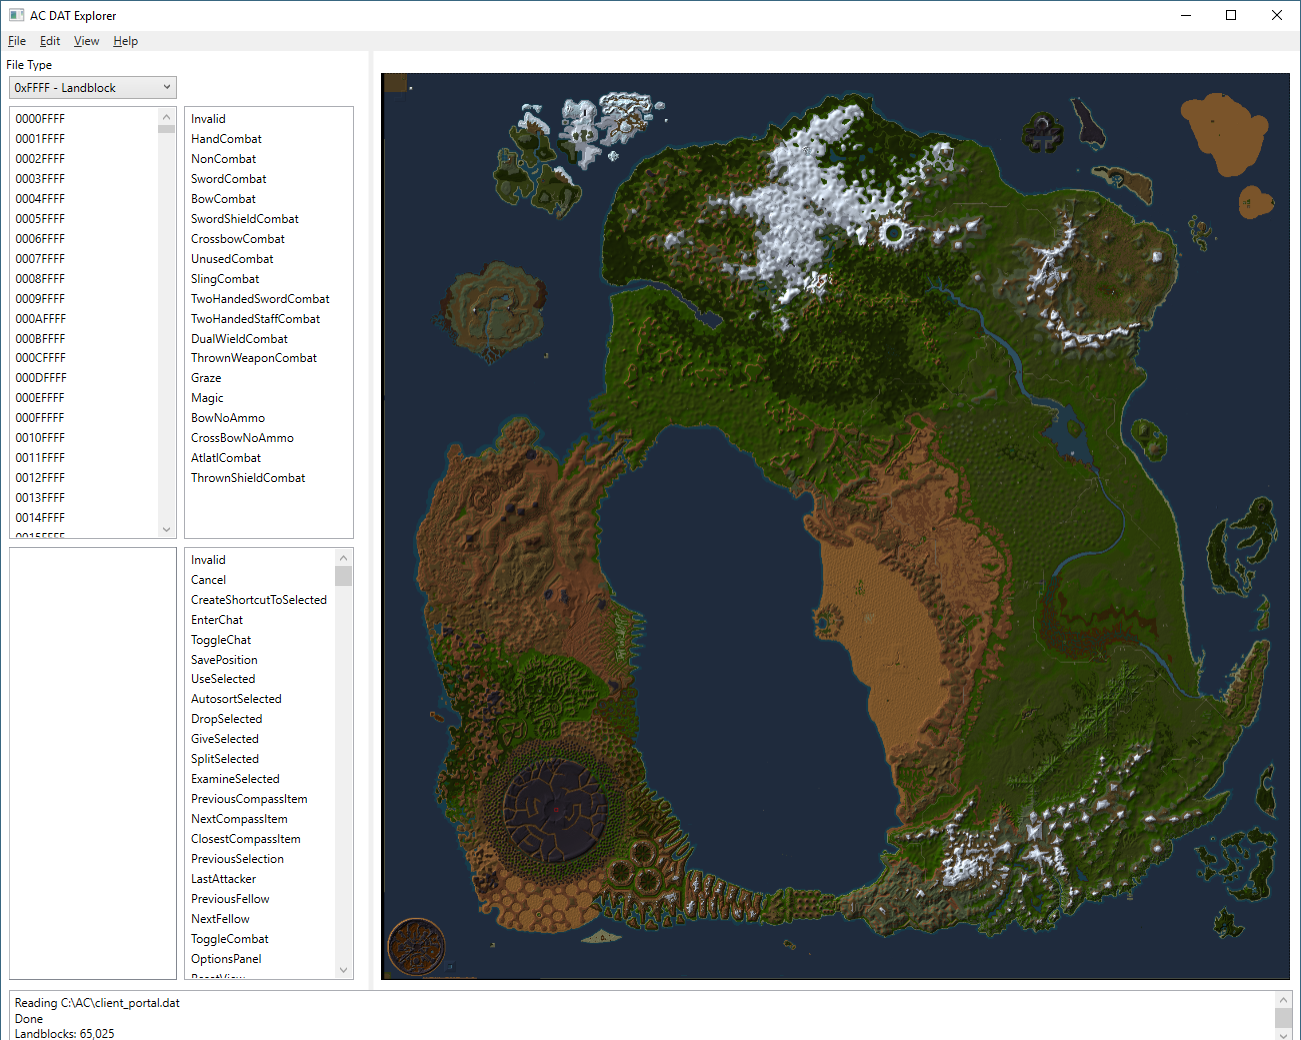 AC DAT Explorer
File Edit View Help
File Type
0xFFFF - Landblock
0000FFFF
0001FFFF
0002FFFF
0003FFFF
0004FFFF
0005FFFF
0006FFFF
0007FFFF
0008FFFF
0009FFFF
000AFFFF
000BFFFF
000CFFFF
000DFFFF
000EFFFF
000FFFFF
0010FFFF
0011FFFF
0012FFFF
0013FFFF
0014FFFF
0015FFFF
Invalid
HandCombat
NonCombat
SwordCombat
BowCombat
SwordShieldCombat
CrossbowCombat
UnusedCombat
SlingCombat
TwoHandedSwordCombat
TwoHandedStaffCombat
DualWieldCombat
ThrownWeaponCombat
Graze
Magic
BowNoAmmo
CrossBowNoAmmo
AtlatlCombat
ThrownShieldCombat
Invalid
Cancel
CreateShortcutToSelected
EnterChat
ToggleChat
SavePosition
UseSelected
AutosortSelected
DropSelected
GiveSelected
SplitSelected
ExamineSelected
PreviousCompassItem
NextCompassItem
ClosestCompassItem
PreviousSelection
LastAttacker
PreviousFellow
NextFellow
ToggleCombat
OptionsPanel
ResetView
Reading C:\AC\client_portal.dat
Done
Landblocks: 65,025